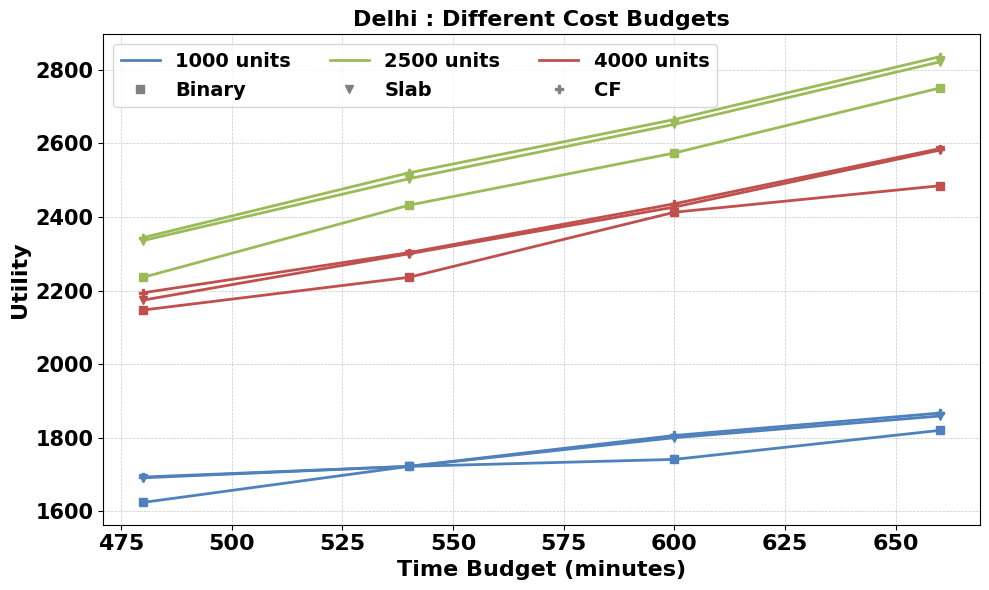 Delhi : Different Cost Budgets
1000 units 2500 units 4000 units
Binary Slab CF
Utility
2800
2600
2400
2200
2000
1800
1600
475 500 525 550 575 600 625 650
Time Budget (minutes)